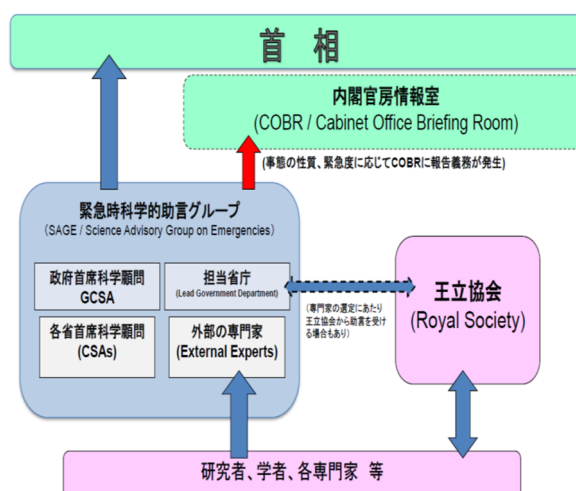 首　相
内閣官房情報室
(COBR / Cabinet Office Briefing Room)
(事態の性質、緊急度に応じてCOBRに報告義務が発生)
緊急時科学的助言グループ
（SAGE / Science Advisory Group on Emergencies）
政府首席科学顧問
GCSA
担当省庁
(Lead Government Department)
各省首席科学顧問
(CSAs)
外部の専門家
(External Experts)
（専門家の選定にあたり
王立協会から助言を受け
る場合もあり）
王立協会
(Royal Society)
研究者、学者、各専門家　等